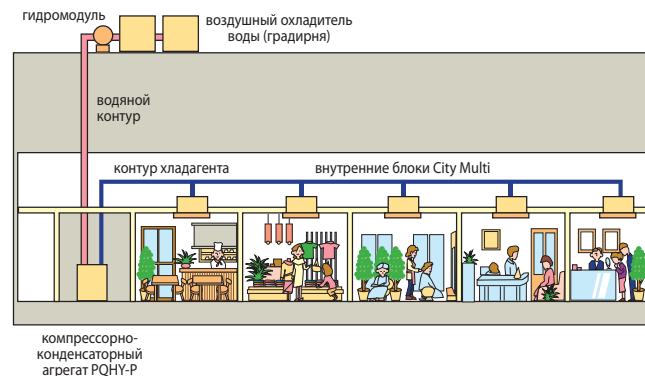 гидромодуль
воздушный охладитель
воды (градирня)
водяной
контур
контур хладагента
внутренние блоки City Multi
компрессорно-
конденсаторный
агрегат PQHY-P